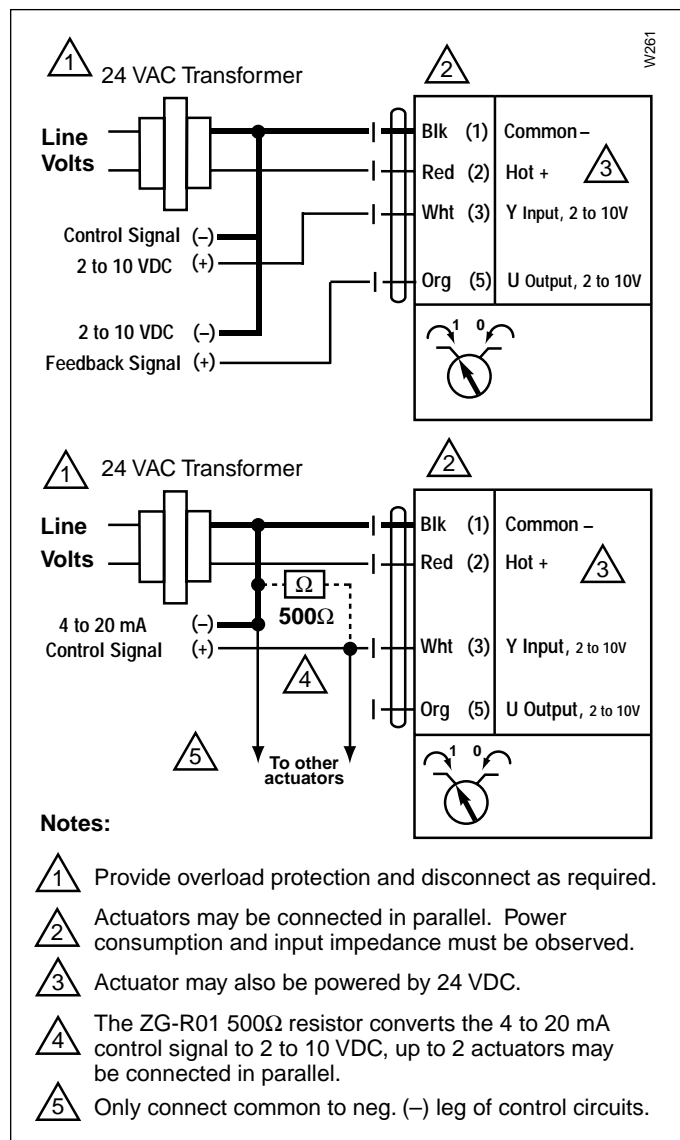 W261
1 24 VAC Transformer 2
Line Volts
Blk (1) Common –
Red (2) Hot + 3
Wht (3) Y Input, 2 to 10V
Control Signal (–)
2 to 10 VDC (+)
Org (5) U Output, 2 to 10V
2 to 10 VDC (–)
Feedback Signal (+)
1 0
1 24 VAC Transformer 2
Line Volts
Blk (1) Common –
Red (2) Hot + 3
Ω
500Ω
4 to 20 mA (–)
Control Signal (+)
Wht (3) Y Input, 2 to 10V
4
Org (5) U Output, 2 to 10V
5
To other
actuators
1 0
Notes:
1 Provide overload protection and disconnect as required.
2 Actuators may be connected in parallel. Power
consumption and input impedance must be observed.
3 Actuator may also be powered by 24 VDC.
4 The ZG-R01 500Ω resistor converts the 4 to 20 mA
control signal to 2 to 10 VDC, up to 2 actuators may
be connected in parallel.
5 Only connect common to neg. (–) leg of control circuits.